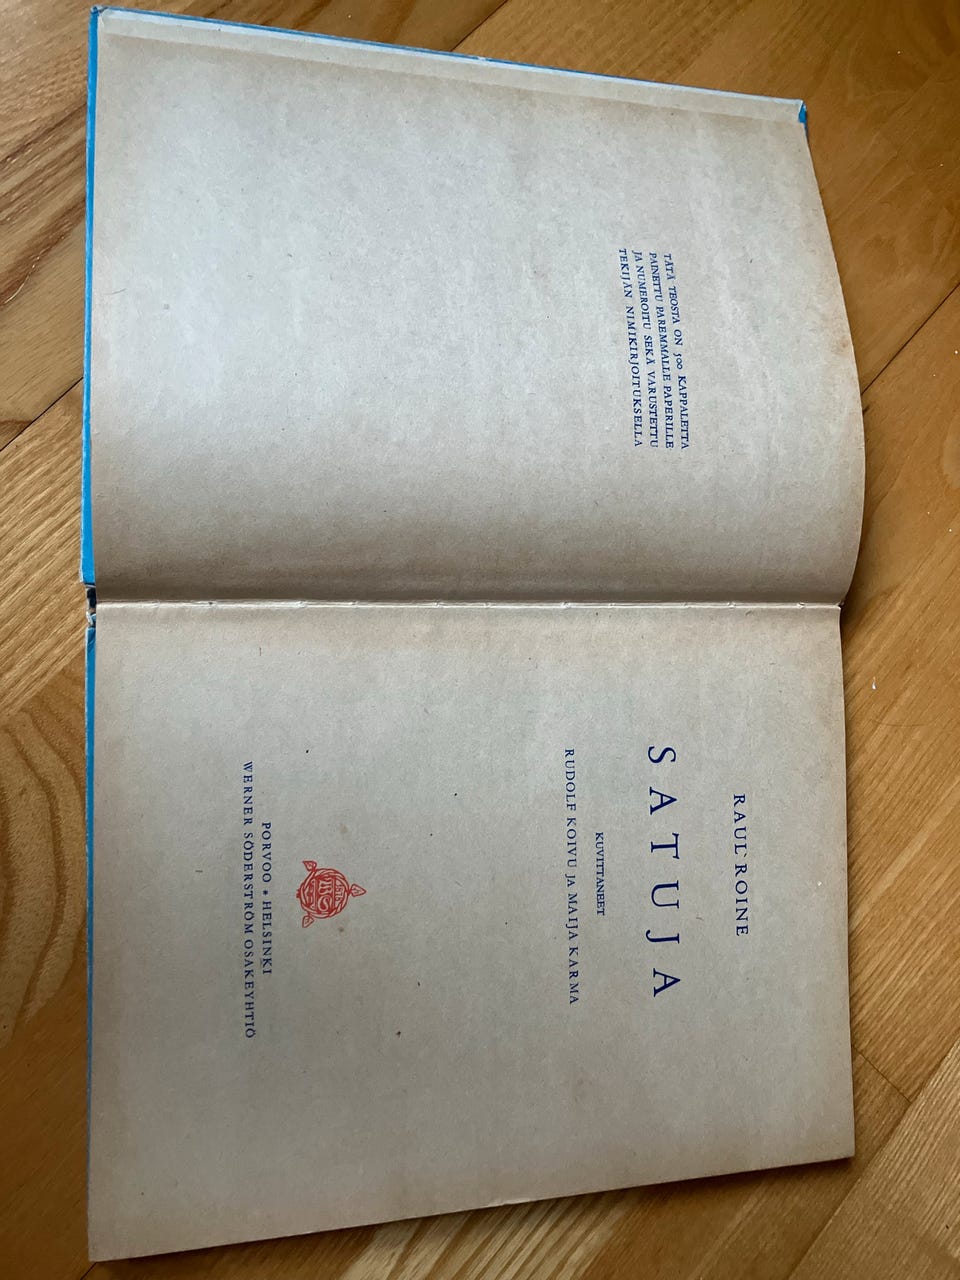 TÄTÄ TEOSTA ON 500 KAPPALETTA
PAINETTU PAREMMALLE PAPERILLE
JA NUMEROITU SEKÄ VARUSTETTU
TEKIJÄN NIMIKIRJOITUKSELLA
RAUL ROINE
SATUJA
KUVITTANEET
RUDOLF KOIVU JA MAIJA KARMA
PORVOO • HELSINKI
WERNER SÖDERSTRÖM OSAKEYHTIÖ